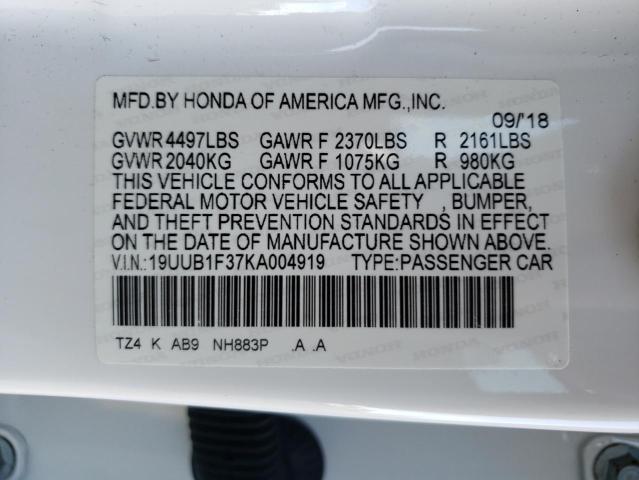 MFD.BY HONDA OF AMERICA MFG.,INC.
09/'18
GVWR 4497LBS GAWR F 2370LBS R 2161LBS
GVWR 2040KG GAWR F 1075KG R 980KG
THIS VEHICLE CONFORMS TO ALL APPLICABLE
FEDERAL MOTOR VEHICLE SAFETY , BUMPER,
AND THEFT PREVENTION STANDARDS IN EFFECT
ON THE DATE OF MANUFACTURE SHOWN ABOVE.
V.I.N.: 19UUB1F37KA004919 TYPE:PASSENGER CAR
TZ4 K AB9 NH883P .A .A